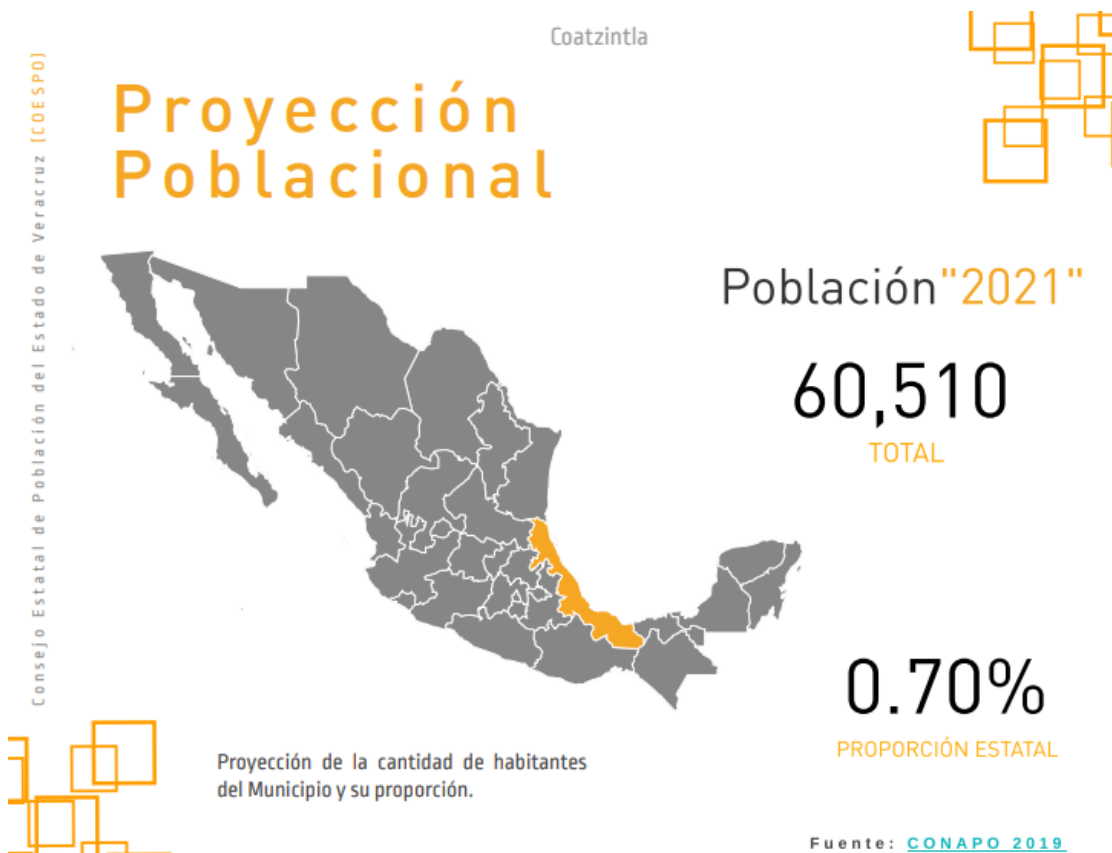 Coatzintla
Consejo Estatal de Población del Estado de Veracruz [COESPO]
Proyección
Poblacional
Población"2021"
60,510
TOTAL
0.70%
PROPORCIÓN ESTATAL
Proyección de la cantidad de habitantes
del Municipio y su proporción.
Fuente: CONAPO 2019